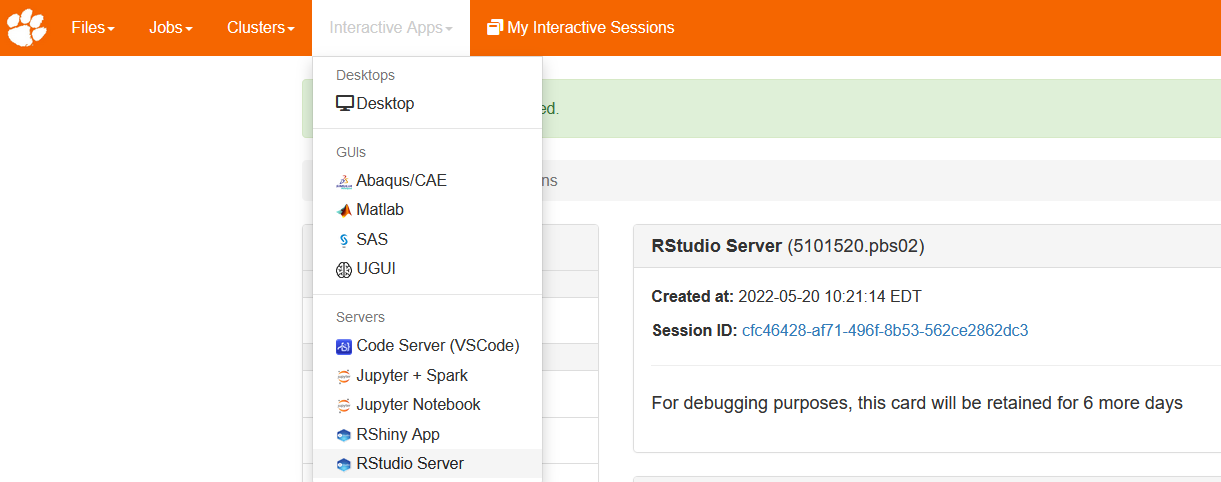 Files
Jobs
Clusters
Interactive Apps
My Interactive Sessions
Desktops
Desktop
GUIs
Abaqus/CAE
Matlab
SAS
UGUI
Servers
Code Server (VSCode)
Jupyter + Spark
Jupyter Notebook
RShiny App
RStudio Server
ed.
ns
RStudio Server (5101520.pbs02)
Created at: 2022-05-20 10:21:14 EDT
Session ID: cfc46428-af71-496f-8b53-562ce2862dc3
For debugging purposes, this card will be retained for 6 more days